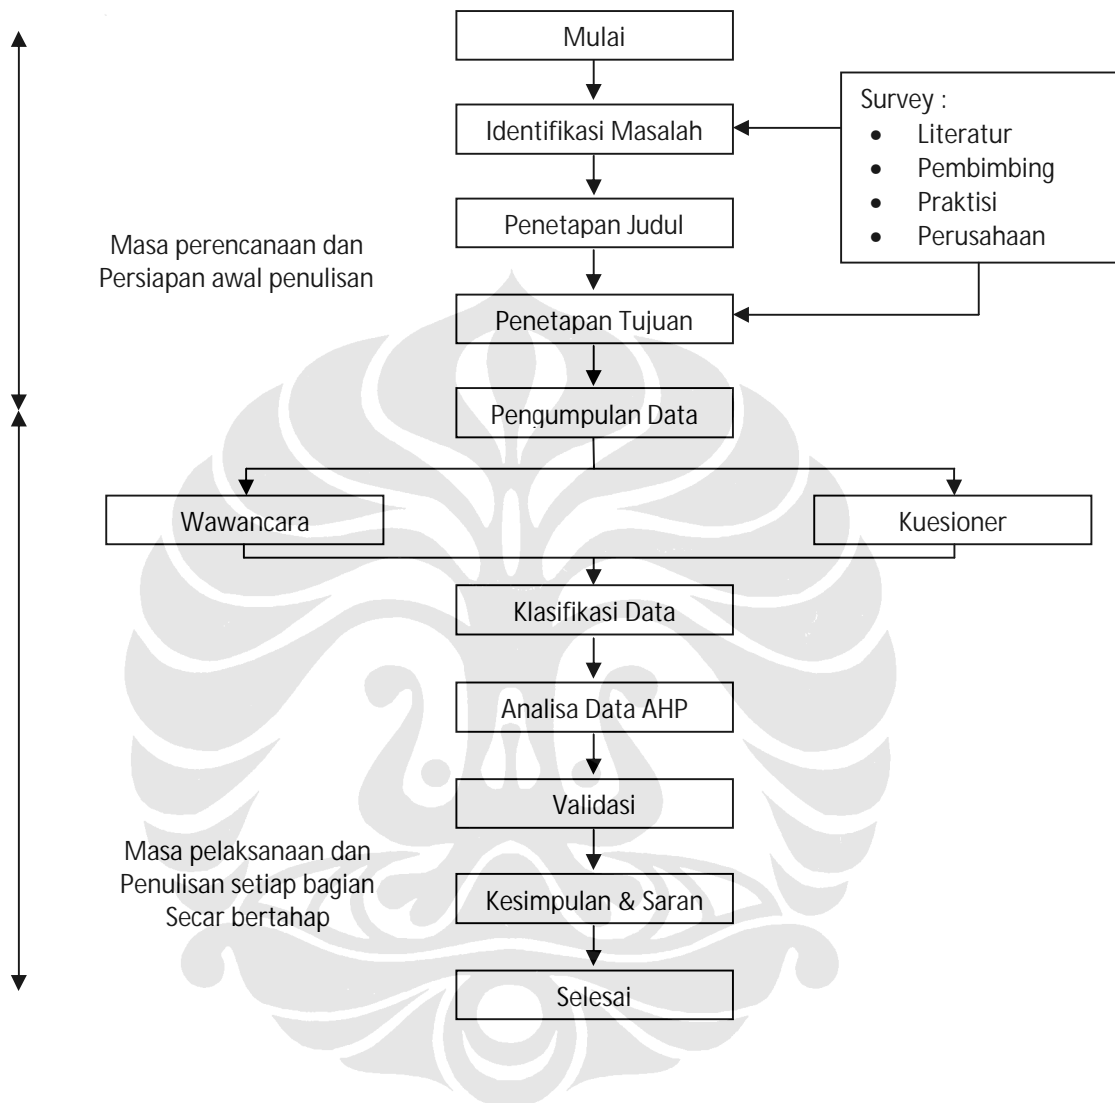 Mulai
Identifikasi Masalah
Survey :
• Literatur
• Pembimbing
• Praktisi
• Perusahaan
Penetapan Judul
Masa perencanaan dan
Persiapan awal penulisan
Penetapan Tujuan
Pengumpulan Data
Wawancara
Kuesioner
Klasifikasi Data
Analisa Data AHP
Validasi
Masa pelaksanaan dan
Penulisan setiap bagian
Secar bertahap
Kesimpulan & Saran
Selesai